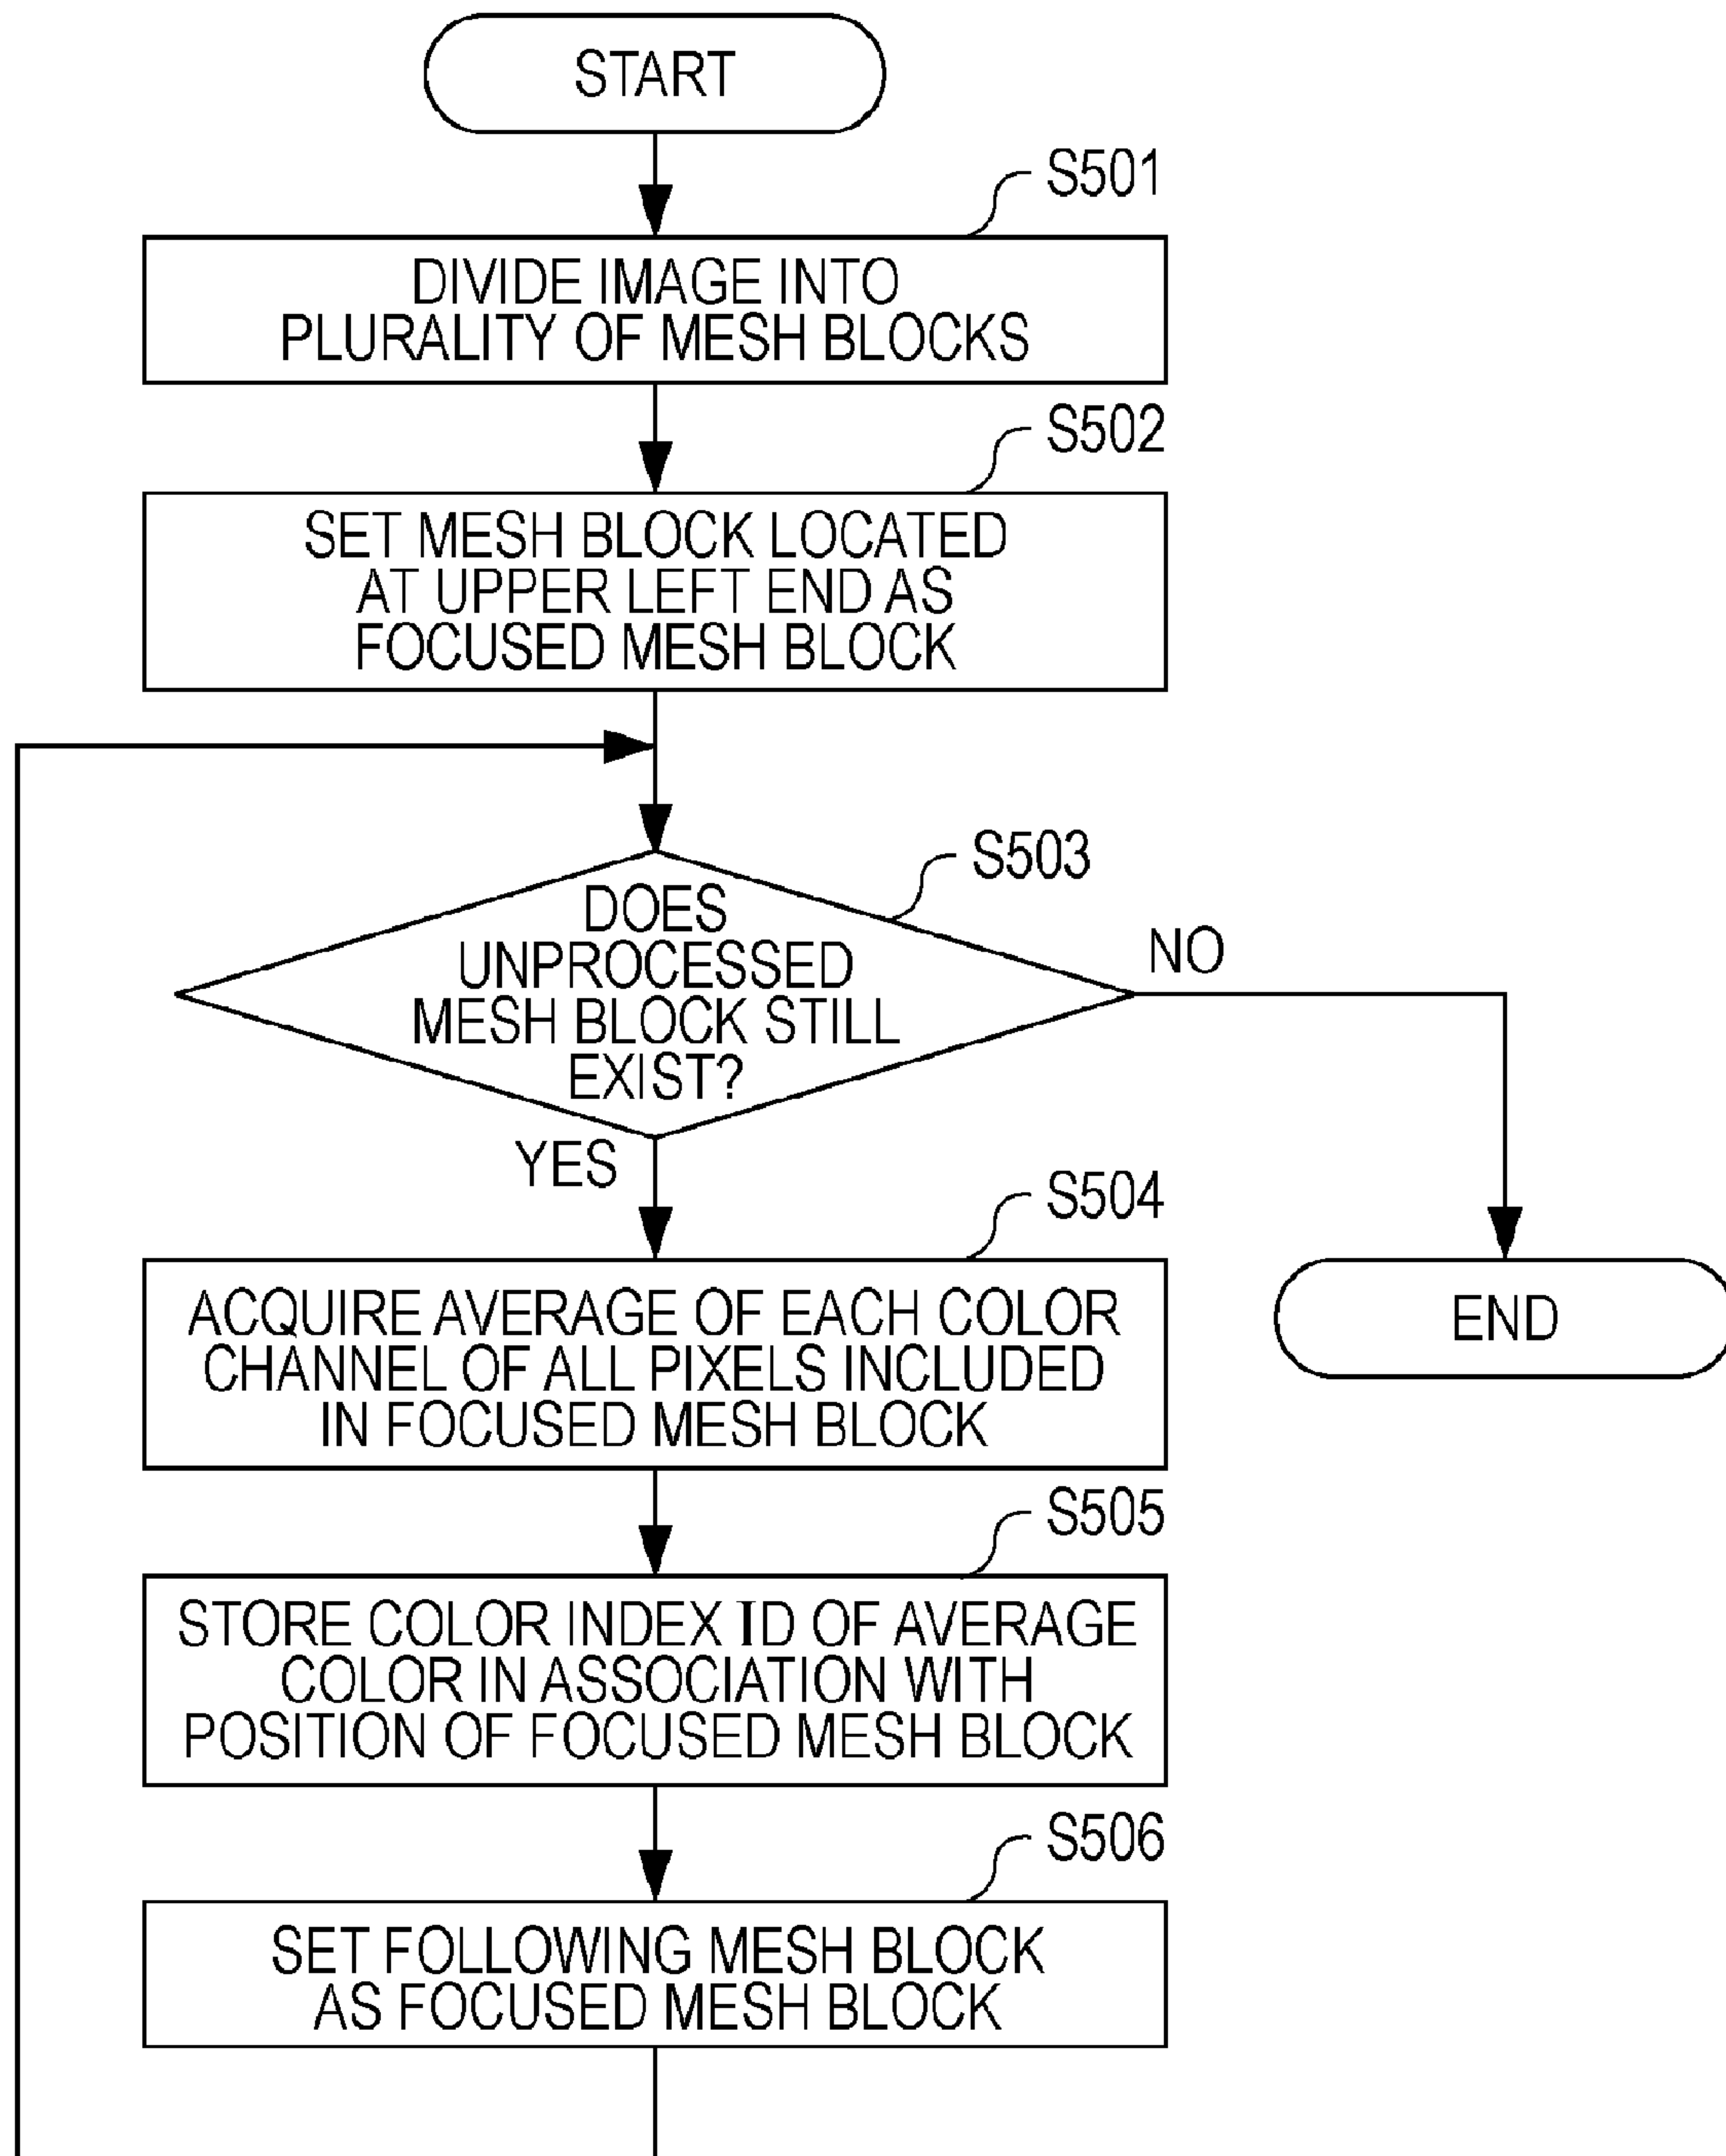 START
S501
DIVIDE IMAGE INTO
PLURALITY OF MESH BLOCKS
S502
SET MESH BLOCK LOCATED
AT UPPER LEFT END AS
FOCUSED MESH BLOCK
S503
DOES
UNPROCESSED
MESH BLOCK STILL
EXIST?
NO
YES
S504
ACQUIRE AVERAGE OF EACH COLOR
CHANNEL OF ALL PIXELS INCLUDED
IN FOCUSED MESH BLOCK
END
S505
STORE COLOR INDEX ID OF AVERAGE
COLOR IN ASSOCIATION WITH
POSITION OF FOCUSED MESH BLOCK
S506
SET FOLLOWING MESH BLOCK
AS FOCUSED MESH BLOCK